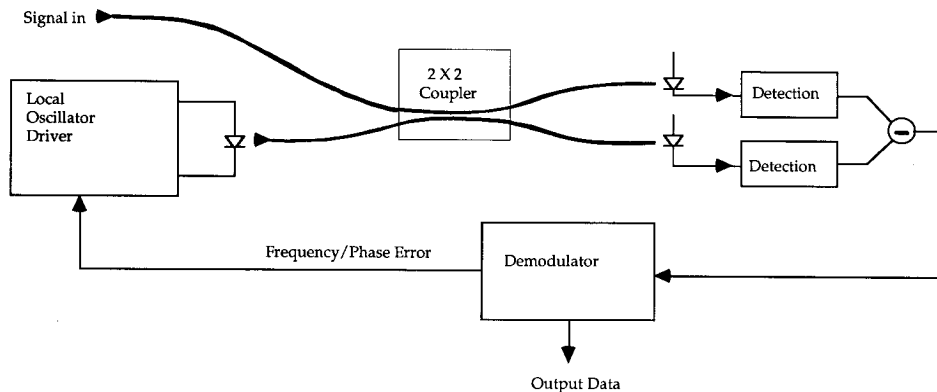 Signal in
2 X 2
Coupler
Local
Oscillator
Driver
Detection
Detection
Frequency/Phase Error
Demodulator
Output Data